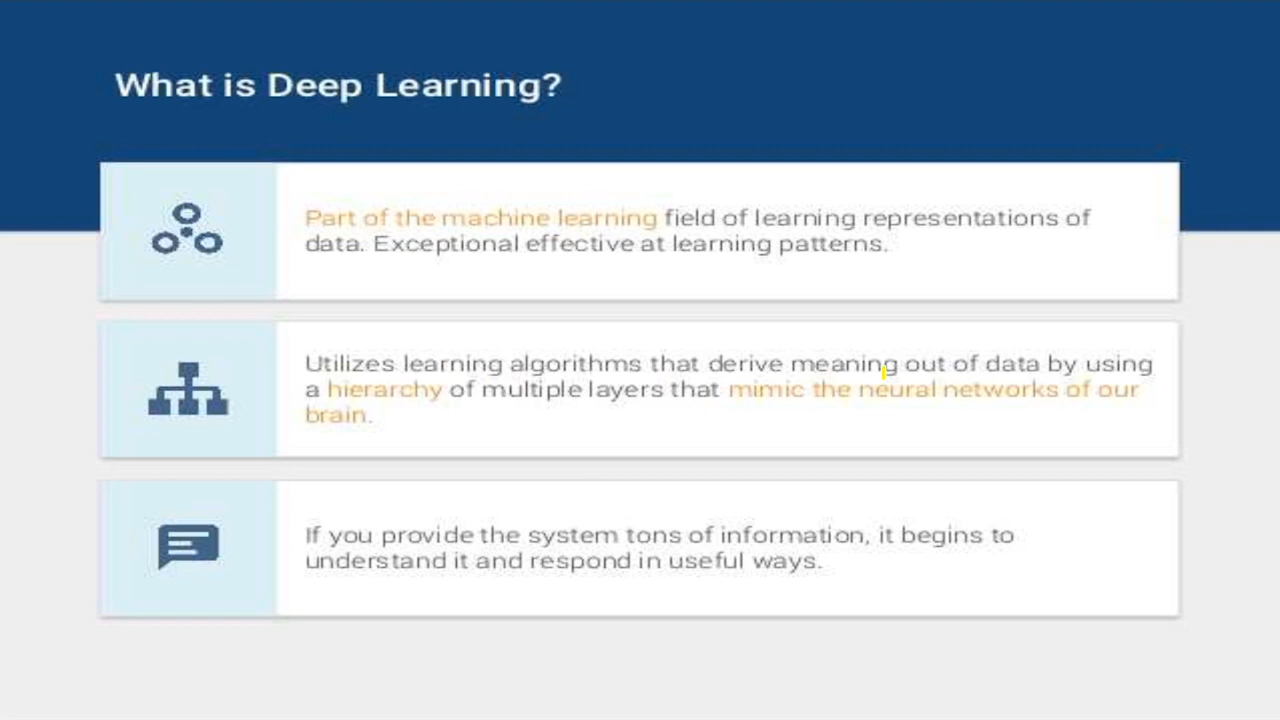 What is Deep Learning?
Part of the machine learning field of learning representations of
data. Exceptional effective at learning patterns.
Utilizes learning algorithms that derive meaning out of data by using
a hierarchy of multiple layers that mimic the neural networks of our
brain.
If you provide the system tons of information, it begins to
understand it and respond in useful ways.